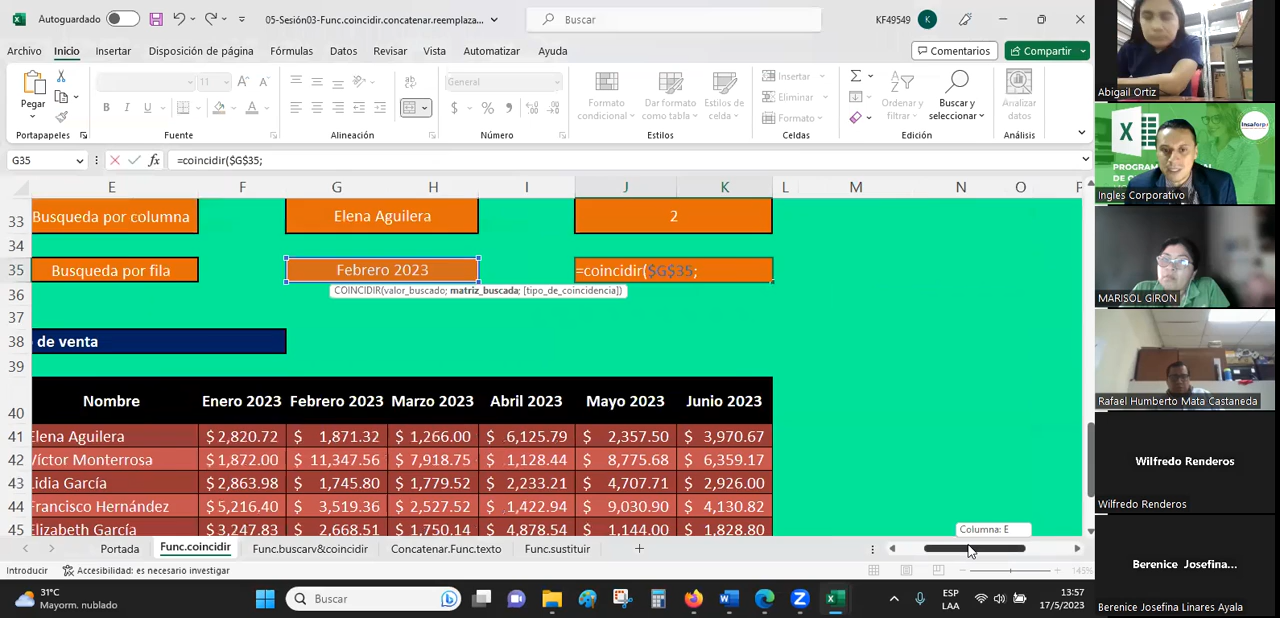 Autoguardado
05-Sesión03-Func.coincidir.concatenar.reemplaza...
Buscar
KF49549
K
Archivo Inicio Insertar Disposición de página Fórmulas Datos Revisar Vista Automatizar Ayuda
Comentarios
Compartir
Pegar
11
General
Formato condicional
Dar formato como tabla
Estilos de celda
Insertar
Eliminar
Formato
Ordenar y filtrar
Buscar y seleccionar
Analizar datos
Portapapeles
Fuente
Alineación
Número
Estilos
Celdas
Edición
Análisis
G35
fx
=coincidir($G$35;
E F G H I J K L M N O P
33 Busqueda por columna Elena Aguilera 2
34
35 Busqueda por fila Febrero 2023 =coincidir($G$35;
COINCIDIR(valor_buscado; matriz_buscada; [tipo_de_coincidencia])
36
37
38 de venta
39
40 Nombre Enero 2023 Febrero 2023 Marzo 2023 Abril 2023 Mayo 2023 Junio 2023
41 Elena Aguilera $ 2,820.72 $ 1,871.32 $ 1,266.00 $ 6,125.79 $ 2,357.50 $ 3,970.67
42 Víctor Monterrosa $ 1,872.00 $ 11,347.56 $ 7,918.75 $ 1,128.44 $ 8,775.68 $ 6,359.17
43 Lidia García $ 2,863.98 $ 1,745.80 $ 1,779.52 $ 2,233.21 $ 4,707.71 $ 2,926.00
44 Francisco Hernández $ 5,216.40 $ 3,519.36 $ 2,527.52 $ 1,422.94 $ 9,030.90 $ 4,130.82
45 Elizabeth García $ 3,247.83 $ 2,668.51 $ 1,750.14 $ 4,878.54 $ 1,144.00 $ 1,828.80
Columna: E
Portada Func.coincidir Func.buscarv&coincidir Concatenar.Func.texto Func.sustituir
Introducir
Accesibilidad: es necesario investigar
145%
31°C
Mayorm. nublado
Buscar
ESP
LAA
13:57
17/5/2023
Abigail Ortiz
Insaforp
Ingles Corporativo
MARISOL GIRON
Rafael Humberto Mata Castaneda
Wilfredo Renderos
Wilfredo Renderos
Berenice Josefina...
Berenice Josefina Linares Ayala